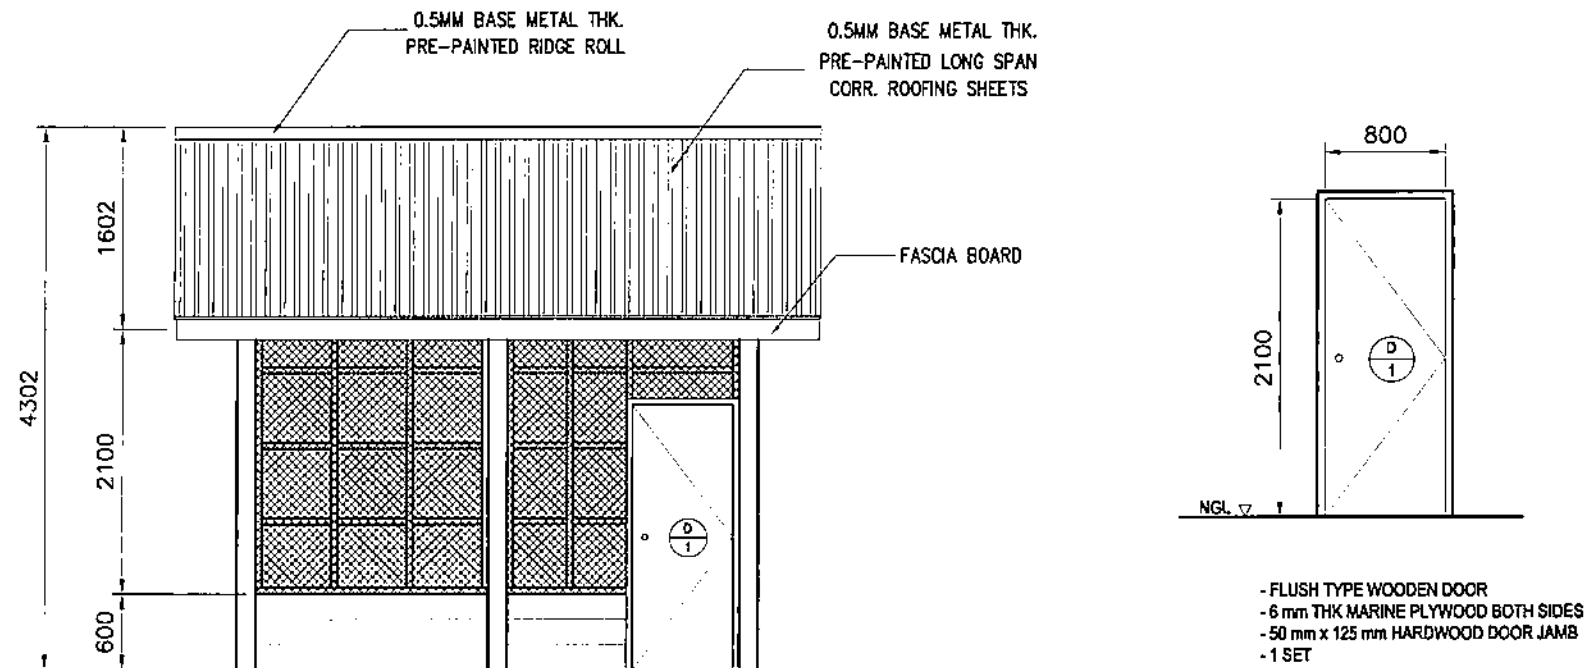 0.5MM BASE METAL THK.
PRE-PAINTED RIDGE ROLL
0.5MM BASE METAL THK.
PRE-PAINTED LONG SPAN
CORR. ROOFING SHEETS
FASCIA BOARD
4302
1602
2100
600
D
1
800
2100
D
1
NGL
- FLUSH TYPE WOODEN DOOR
- 6 mm THK MARINE PLYWOOD BOTH SIDES
- 50 mm x 125 mm HARDWOOD DOOR JAMB
- 1 SET